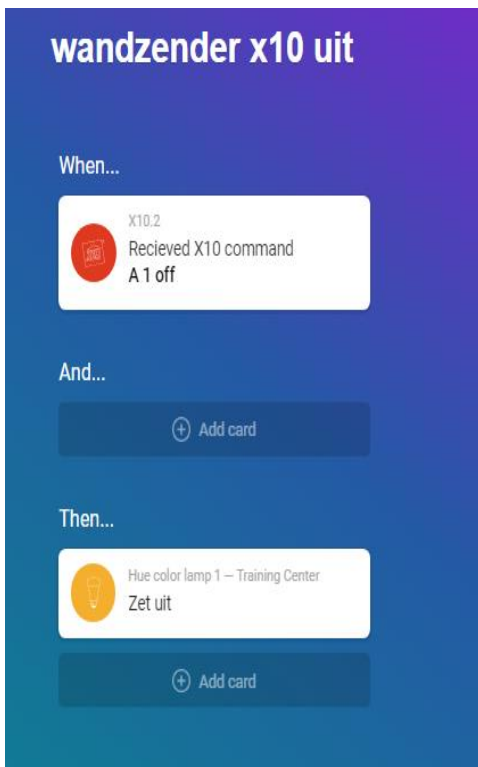 wandzender x10 uit
When...
X10.2
Recieved X10 command
A 1 off
And...
Add card
Then...
Hue color lamp 1 – Training Center
Zet uit
Add card